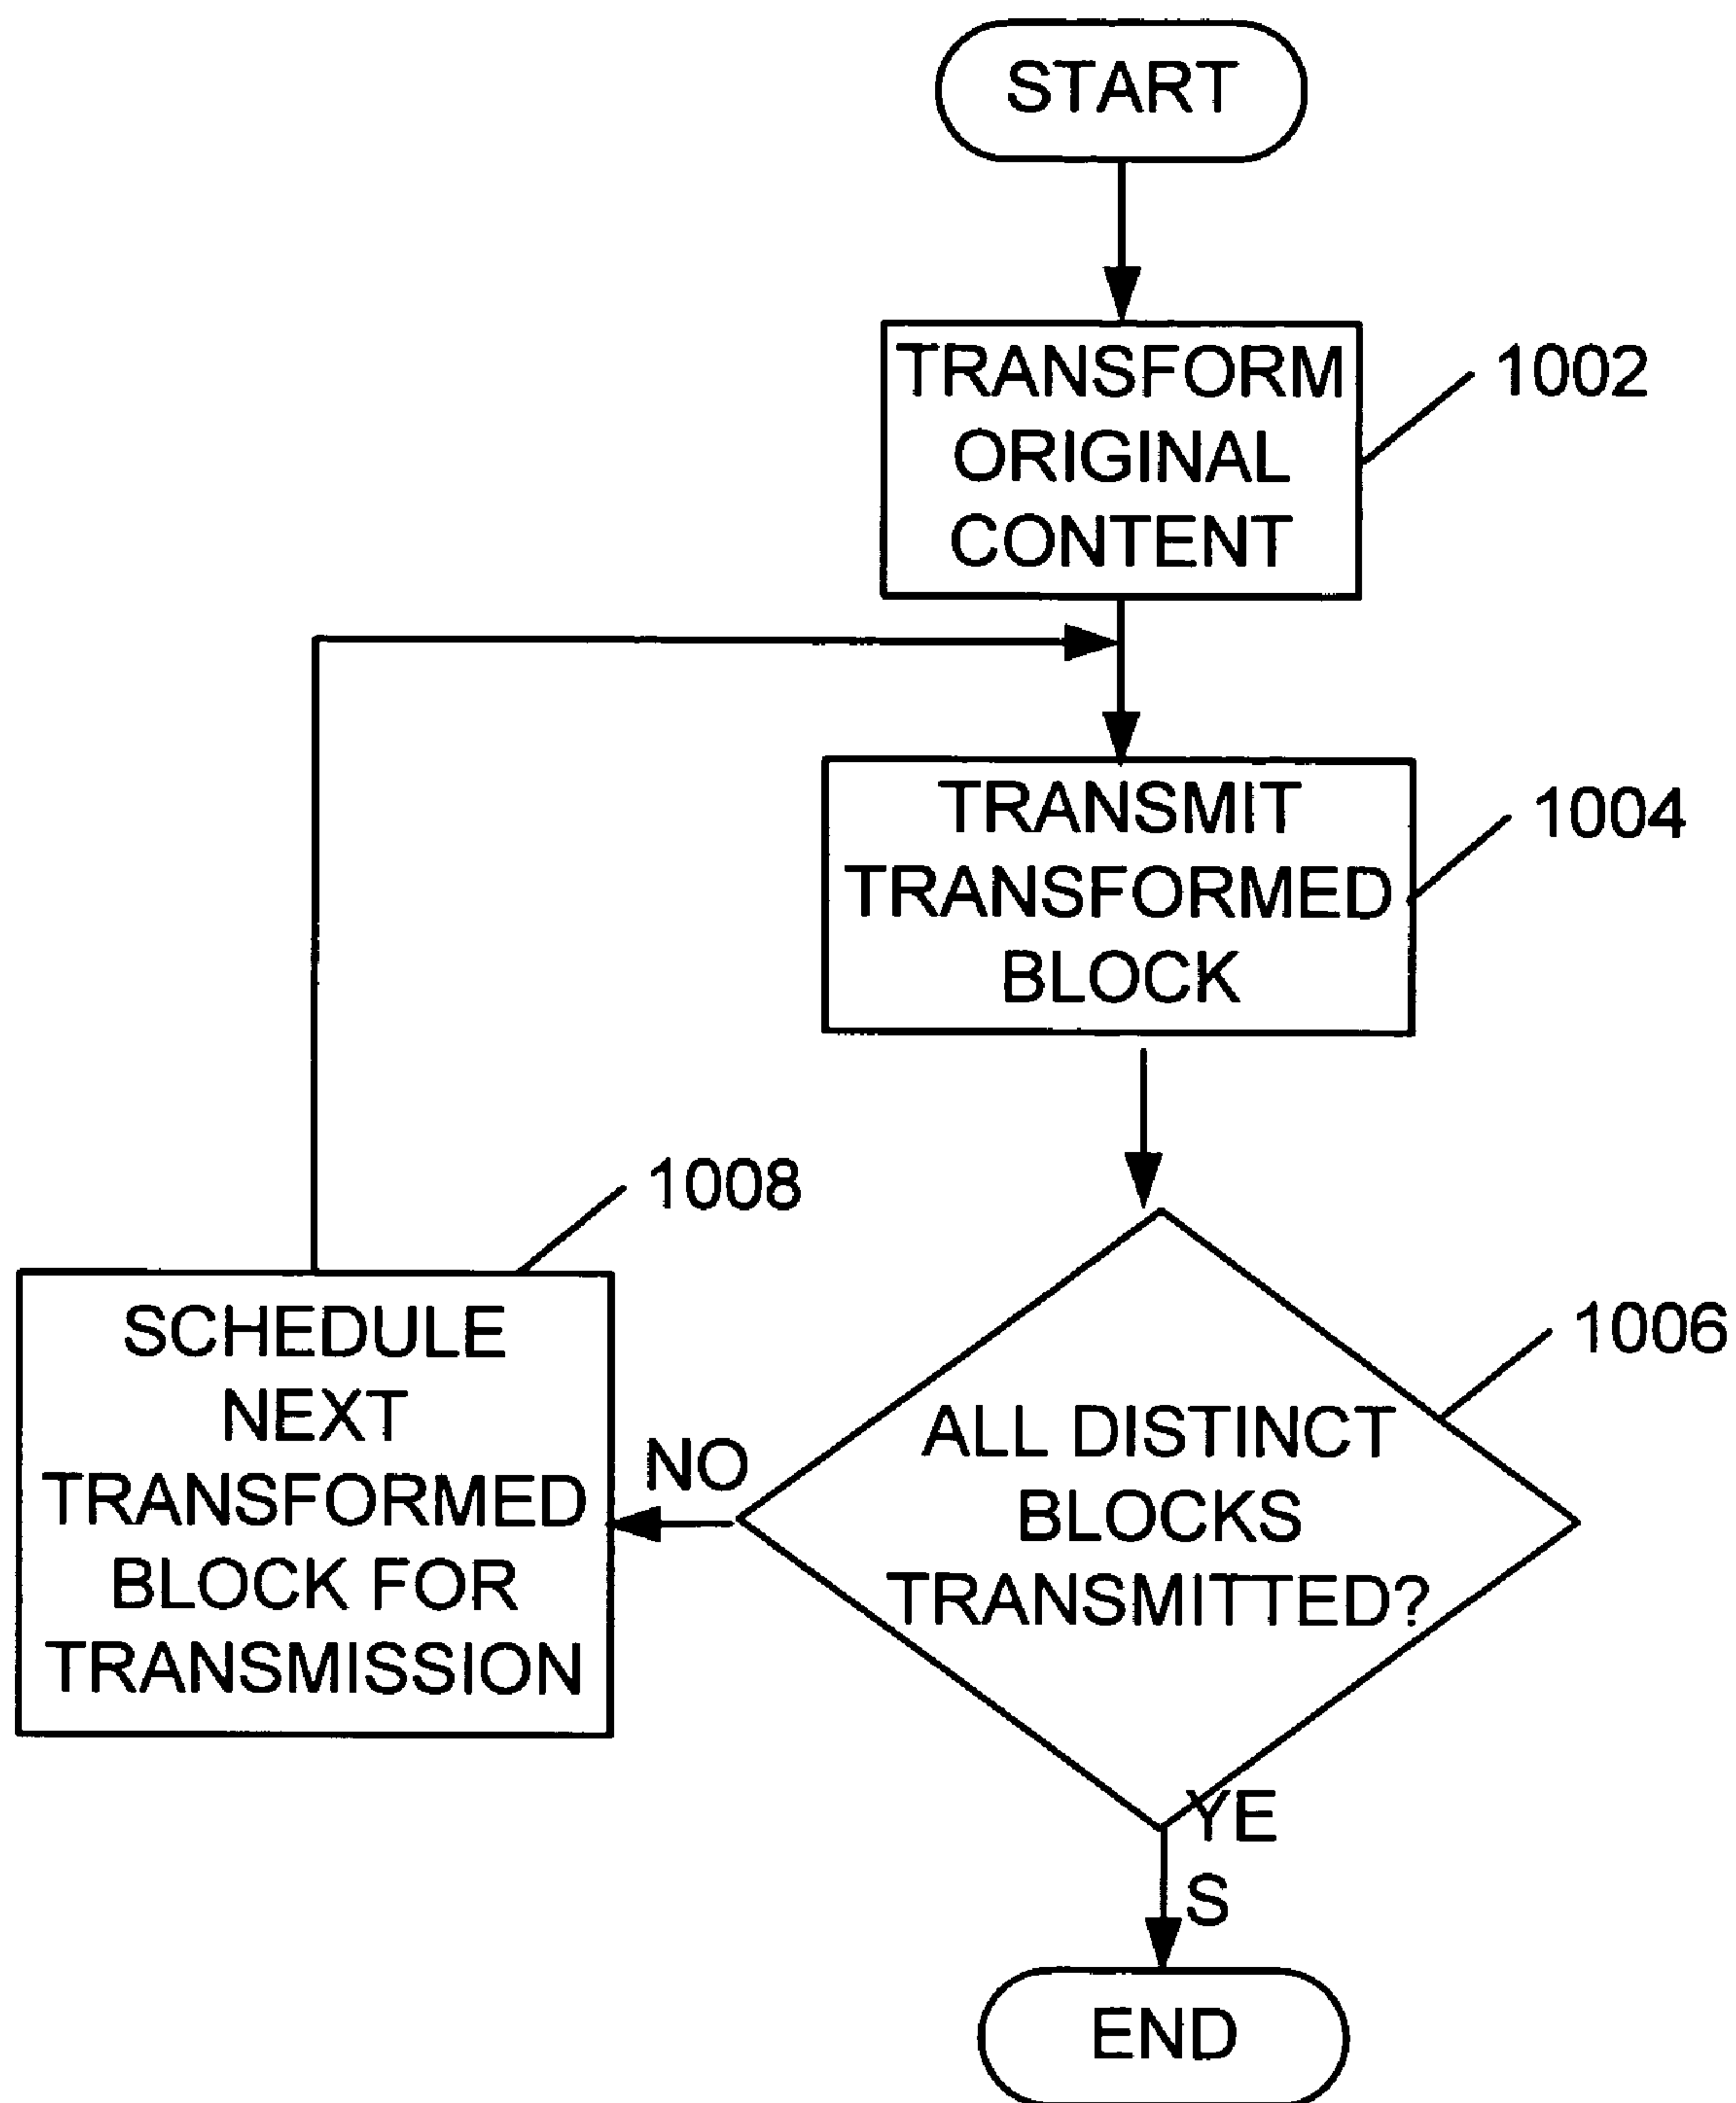 START
TRANSFORM
ORIGINAL
CONTENT
1002
TRANSMIT
TRANSFORMED
BLOCK
1004
1008
SCHEDULE
NEXT
TRANSFORMED
BLOCK FOR
TRANSMISSION
NO
1006
ALL DISTINCT
BLOCKS
TRANSMITTED?
YE
S
END